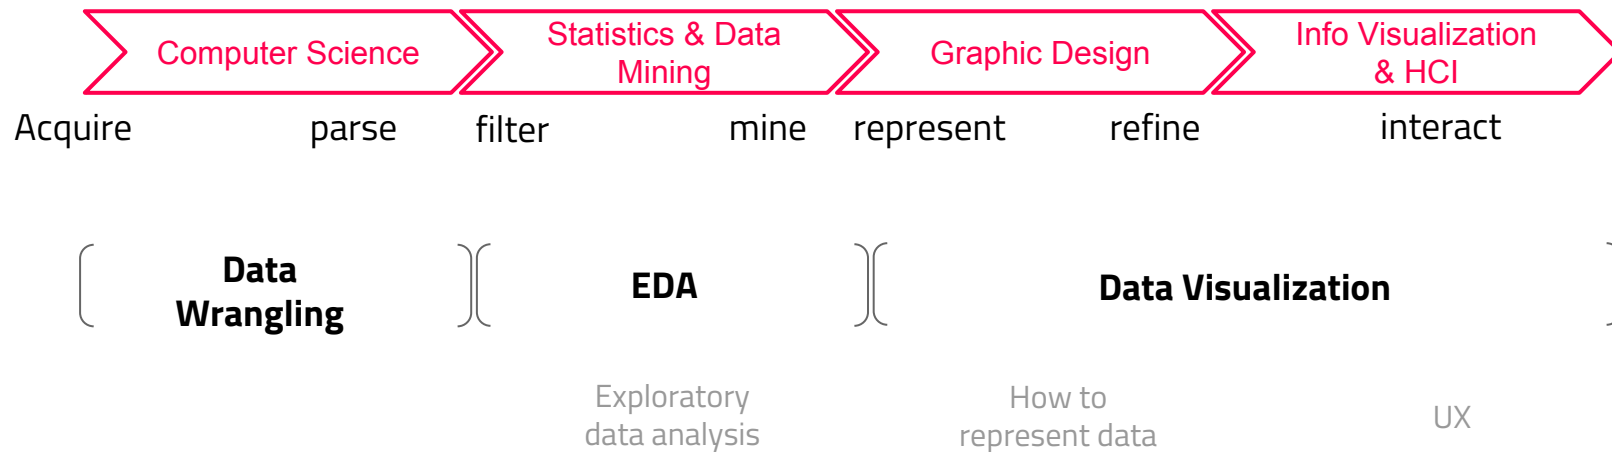 Computer Science
Statistics & Data
Mining
Graphic Design
Info Visualization
& HCI
Acquire
parse
filter
mine
represent
refine
interact
Data
Wrangling
EDA
Data Visualization
Exploratory
data analysis
How to
represent data
UX